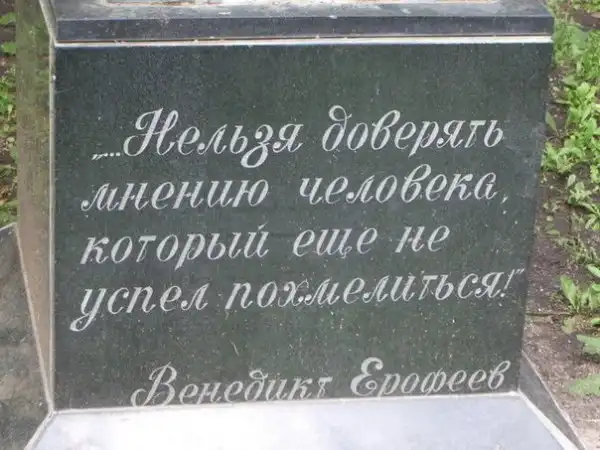 „...Нельзя доверять
мнению человека,
который еще не
успел похмелиться!"
Венедикт Ерофеев